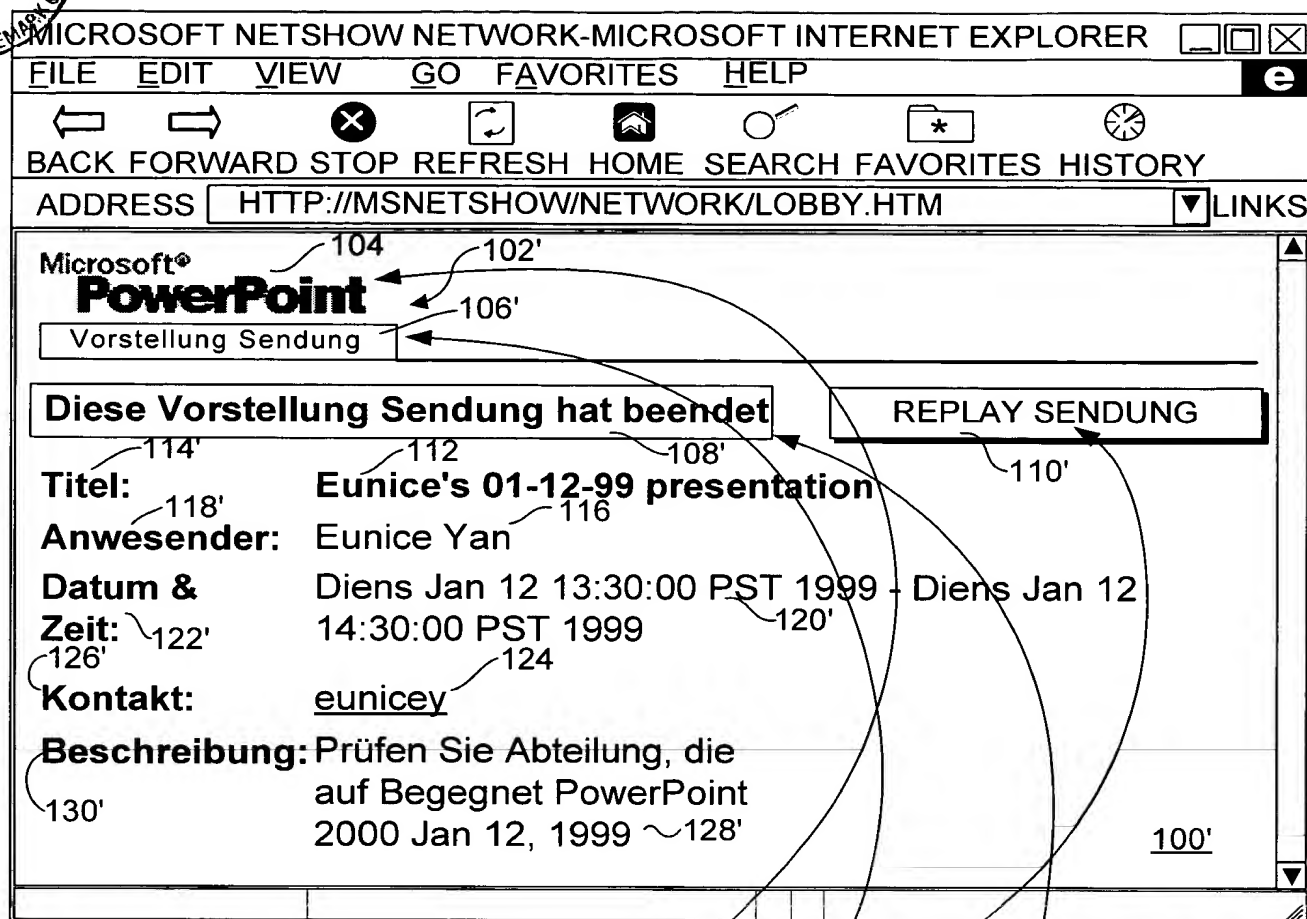 EMARK
MICROSOFT NETSHOW NETWORK-MICROSOFT INTERNET EXPLORER
FILE EDIT VIEW GO FAVORITES HELP
e
BACK FORWARD STOP REFRESH HOME SEARCH FAVORITES HISTORY
ADDRESS HTTP://MSNETSHOW/NETWORK/LOBBY.HTM LINKS
104 102'
Microsoft®
PowerPoint
106'
Vorstellung Sendung
Diese Vorstellung Sendung hat beendet REPLAY SENDUNG
114' 112 108' 110'
Titel: Eunice's 01-12-99 presentation
118' 116
Anwesender: Eunice Yan
Datum & Diens Jan 12 13:30:00 PST 1999 - Diens Jan 12
Zeit: 122' 14:30:00 PST 1999 120'
126' 124
Kontakt: eunicey
Beschreibung: Prüfen Sie Abteilung, die
130' auf Begegnet PowerPoint
2000 Jan 12, 1999 128' 100'